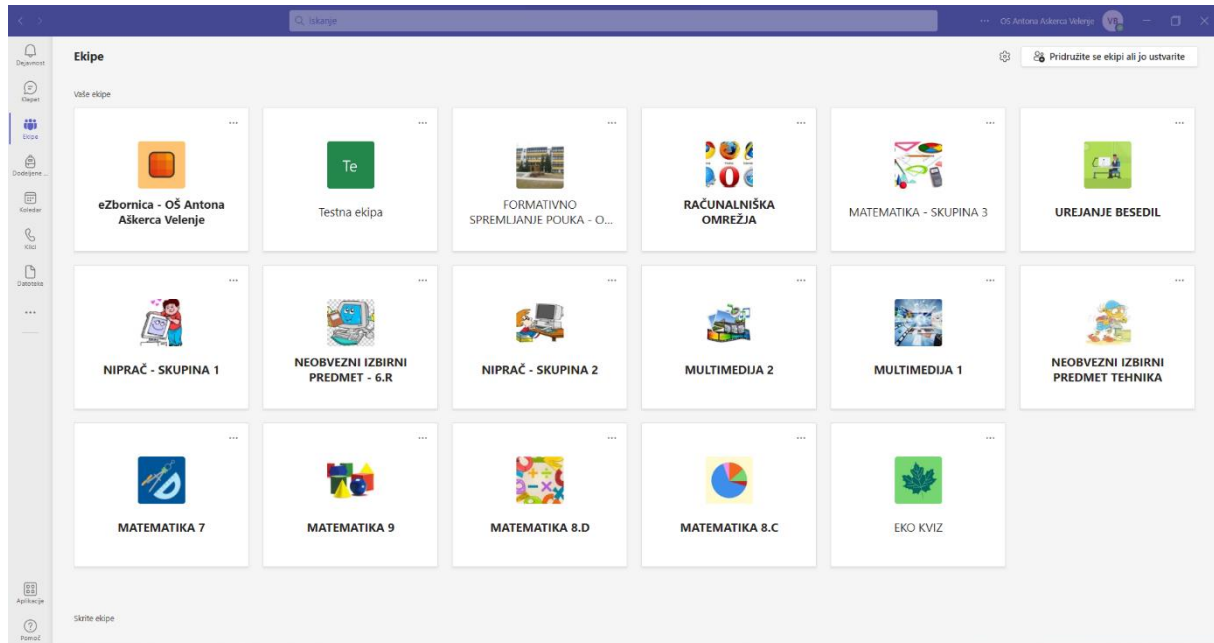 Iskanje
OŠ Antona Aškerca Velenje
VB
Dejavnost
Klepet
Ekipe
Dodeljene ...
Koledar
Klici
Datoteke
Aplikacije
Pomoč
Ekipe
Pridružite se ekipi ali jo ustvarite
Vaše ekipe
eZbornica - OŠ Antona
Aškerca Velenje
Te
Testna ekipa
FORMATIVNO
SPREMLJANJE POUKA - O...
RAČUNALNIŠKA
OMREŽJA
MATEMATIKA - SKUPINA 3
UREJANJE BESEDIL
NIPRAČ - SKUPINA 1
NEOBVEZNI IZBIRNI
PREDMET - 6.R
NIPRAČ - SKUPINA 2
MULTIMEDIJA 2
MULTIMEDIJA 1
NEOBVEZNI IZBIRNI
PREDMET TEHNIKA
MATEMATIKA 7
MATEMATIKA 9
MATEMATIKA 8.D
MATEMATIKA 8.C
EKO KVIZ
Skrite ekipe